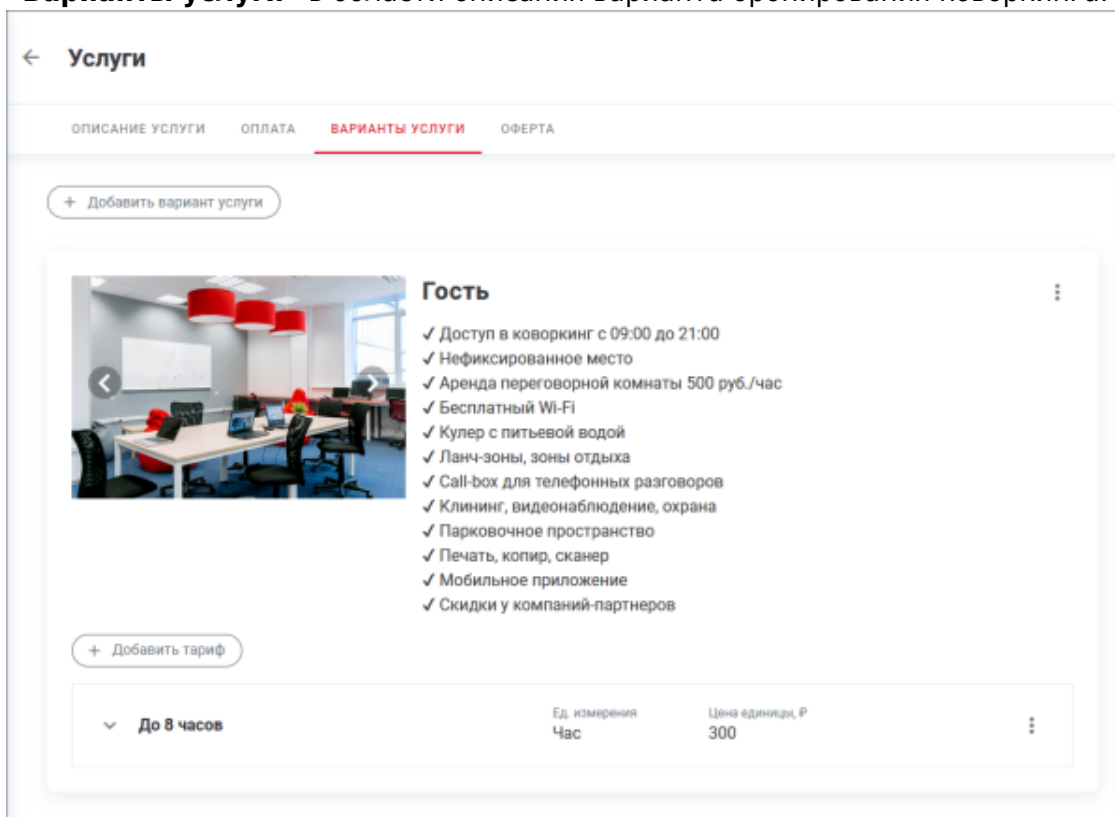 Варианты услуги
← Услуги
ОПИСАНИЕ УСЛУГИ ОПЛАТА ВАРИАНТЫ УСЛУГИ ОФЕРТА
+ Добавить вариант услуги
Гость
✓ Доступ в коворкинг с 09:00 до 21:00
✓ Нефиксированное место
✓ Аренда переговорной комнаты 500 руб./час
✓ Бесплатный Wi-Fi
✓ Кулер с питьевой водой
✓ Ланч-зоны, зоны отдыха
✓ Call-box для телефонных разговоров
✓ Клининг, видеонаблюдение, охрана
✓ Парковочное пространство
✓ Печать, копир, сканер
✓ Мобильное приложение
✓ Скидки у компаний-партнеров
+ Добавить тариф
До 8 часов
Ед. измерения
Час
Цена единицы, ₽
300